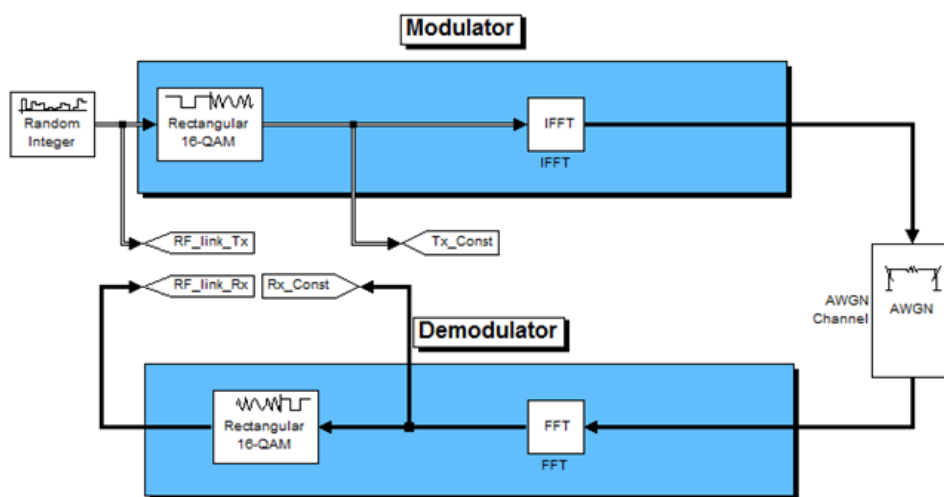 Modulator
Random
Integer
Rectangular
16-QAM
IFFT
IFFT
RF_link_Tx
Tx_Const
RF_link_Rx
Rx_Const
AWGN
Channel
AWGN
Demodulator
Rectangular
16-QAM
FFT
FFT